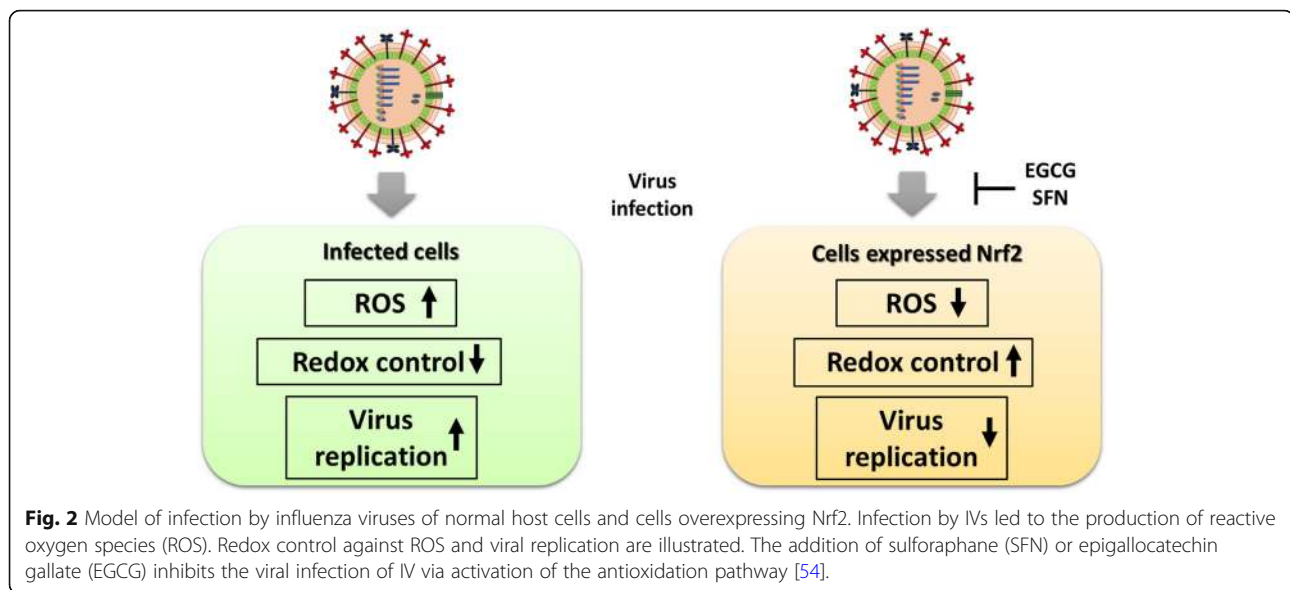 Virus
infection
EGCG
SFN
Infected cells
ROS
Redox control
Virus
replication
Cells expressed Nrf2
ROS
Redox control
Virus
replication
Fig. 2 Model of infection by influenza viruses of normal host cells and cells overexpressing Nrf2. Infection by IVs led to the production of reactive
oxygen species (ROS). Redox control against ROS and viral replication are illustrated. The addition of sulforaphane (SFN) or epigallocatechin
gallate (EGCG) inhibits the viral infection of IV via activation of the antioxidation pathway [54].